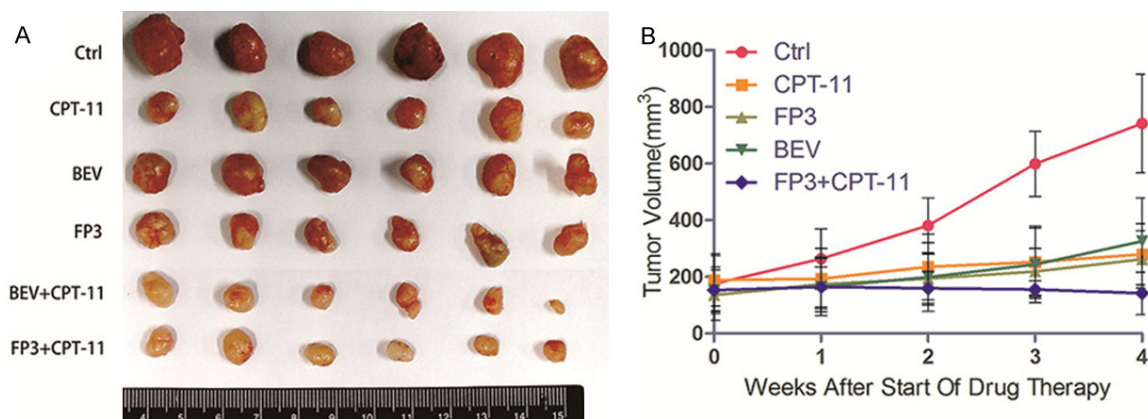 A
Ctrl
CPT-11
BEV
FP3
BEV+CPT-11
FP3+CPT-11
4 5 6 7 8 9 10 11 12 13 14 15
B
Tumor Volume(mm³)
1000
800
600
400
200
0
Ctrl
CPT-11
FP3
BEV
FP3+CPT-11
0 1 2 3 4
Weeks After Start Of Drug Therapy